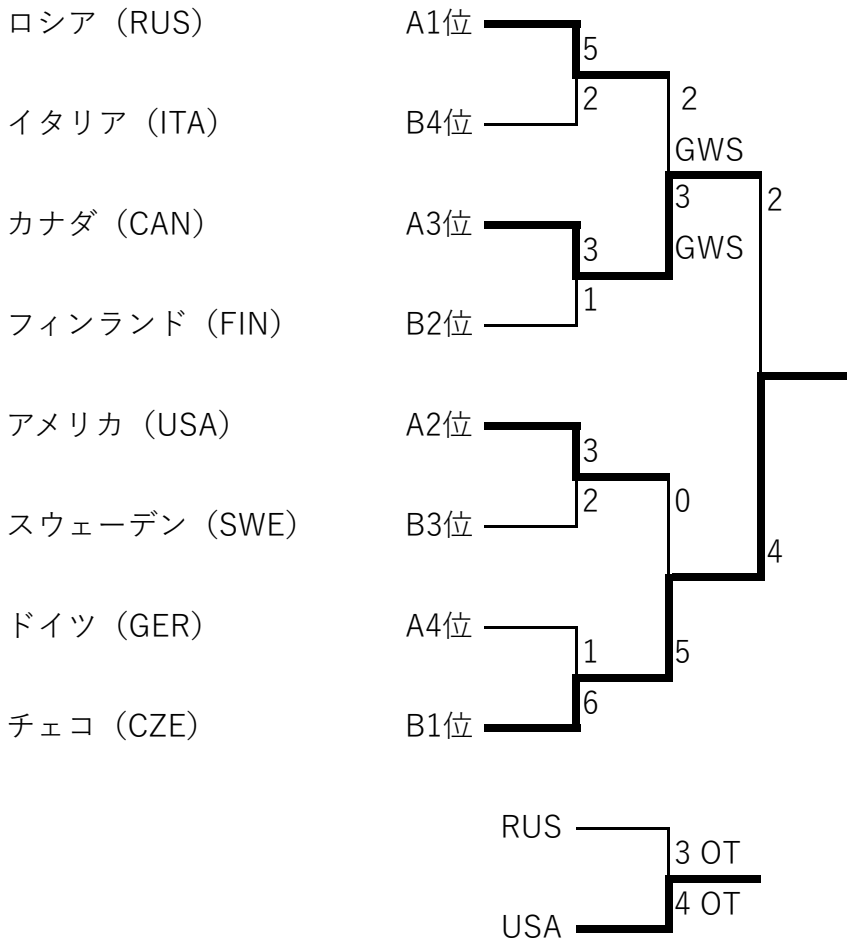 ロシア（RUS） A1位
5
2
イタリア（ITA） B4位
2
GWS
3
GWS
カナダ（CAN） A3位
3
1
フィンランド（FIN） B2位
2
4
アメリカ（USA） A2位
3
2
スウェーデン（SWE） B3位
0
5
ドイツ（GER） A4位
1
6
チェコ（CZE） B1位
RUS
3 OT
4 OT
USA